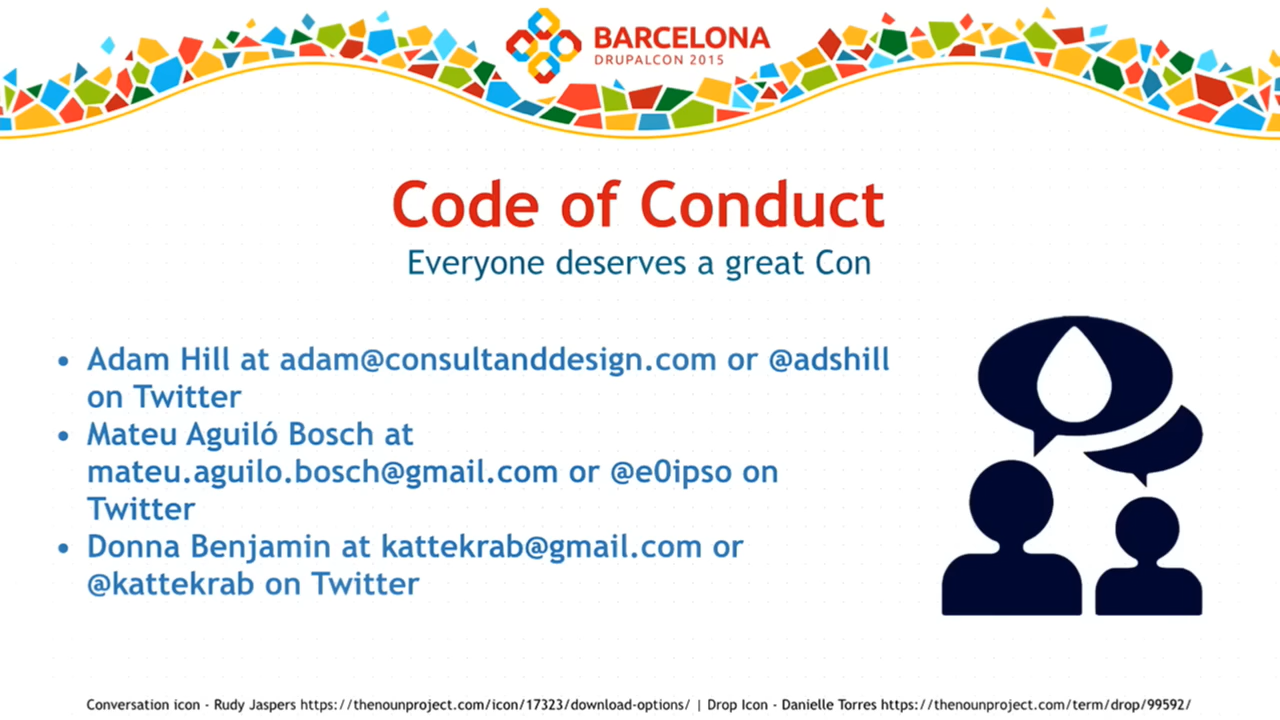 BARCELONA
DRUPALCON 2015
Code of Conduct
Everyone deserves a great Con
• Adam Hill at adam@consultanddesign.com or @adshill
on Twitter
• Mateu Aguiló Bosch at
mateu.aguilo.bosch@gmail.com or @e0ipso on
Twitter
• Donna Benjamin at kattekrab@gmail.com or
@kattekrab on Twitter
Conversation icon - Rudy Jaspers https://thenounproject.com/icon/17323/download-options/ | Drop Icon - Danielle Torres https://thenounproject.com/term/drop/99592/